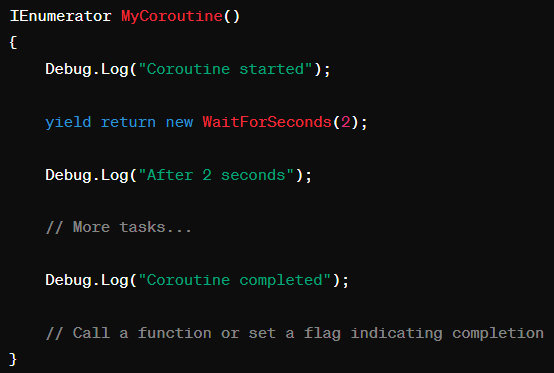 IEnumerator MyCoroutine()
{
    Debug.Log("Coroutine started");
    yield return new WaitForSeconds(2);
    Debug.Log("After 2 seconds");
    // More tasks...
    Debug.Log("Coroutine completed");
    // Call a function or set a flag indicating completion
}